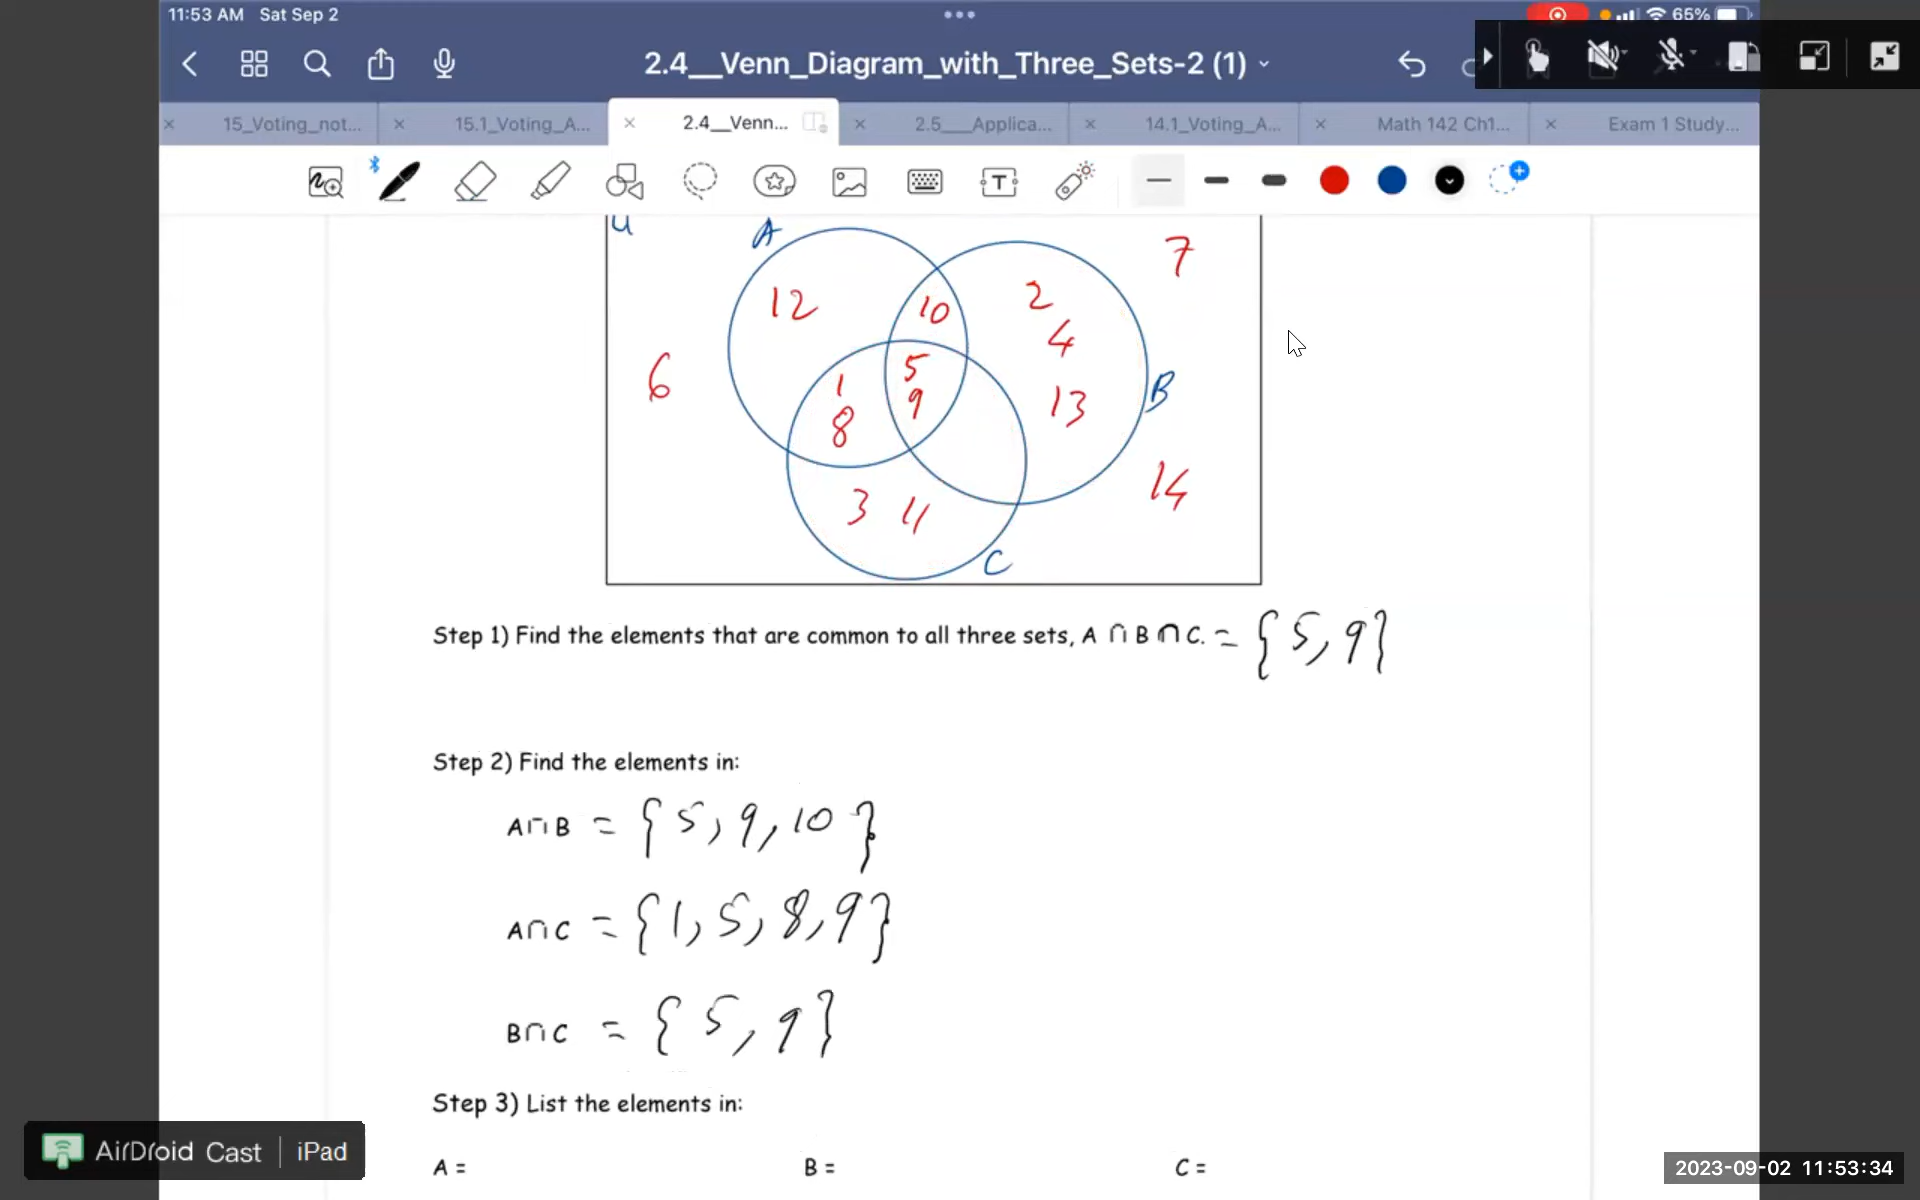 11:53 AM Sat Sep 2
65%
2.4__Venn_Diagram_with_Three_Sets-2 (1)
15_Voting_not...
15.1_Voting_A...
2.4__Venn...
2.5___Applica...
14.1_Voting_A...
Math 142 Ch1...
Exam 1 Study...
U
A
7
12
10
2
4
6
1
5
B
8
9
13
14
3 11
C
Step 1) Find the elements that are common to all three sets, A ∩ B ∩ C. = {5, 9}
Step 2) Find the elements in:
A∩B = {5, 9, 10}
A∩C = {1, 5, 8, 9}
B∩C = {5, 9}
Step 3) List the elements in:
A = B = C =
AirDroid Cast | iPad
2023-09-02 11:53:34